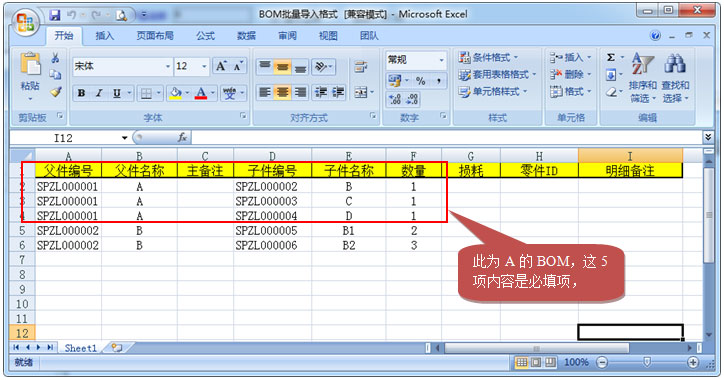 BOM批量导入格式 [兼容模式] - Microsoft Excel
开始 插入 页面布局 公式 数据 审阅 视图 团队
粘贴
宋体 12
B I U
常规
条件格式
套用表格格式
单元格样式
插入
删除
格式
排序和筛选
查找和选择
剪贴板 字体 对齐方式 数字 样式 单元格 编辑
I12 fx
A B C D E F G H I
父件编号 父件名称 主备注 子件编号 子件名称 数量 损耗 零件ID 明细备注
2 SPZL000001 A SPZL000002 B 1
3 SPZL000001 A SPZL000003 C 1
4 SPZL000001 A SPZL000004 D 1
5 SPZL000002 B SPZL000005 B1 2
6 SPZL000002 B SPZL000006 B2 3
7
8
9
10
11
12
此为 A 的 BOM，这 5
项内容是必填项，
Sheet1
就绪 100%